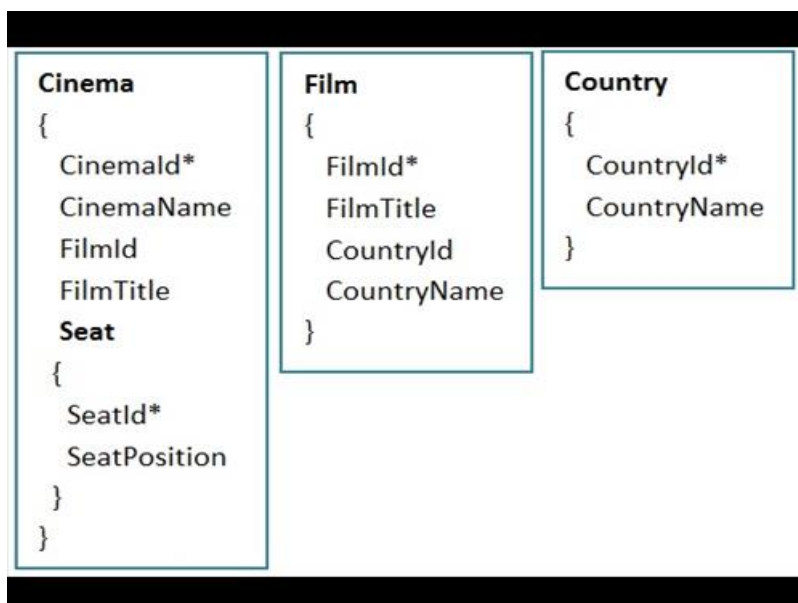 Cinema
{
CinemaId*
CinemaName
FilmId
FilmTitle
Seat
{
SeatId*
SeatPosition
}
}
Film
{
FilmId*
FilmTitle
CountryId
CountryName
}
Country
{
CountryId*
CountryName
}